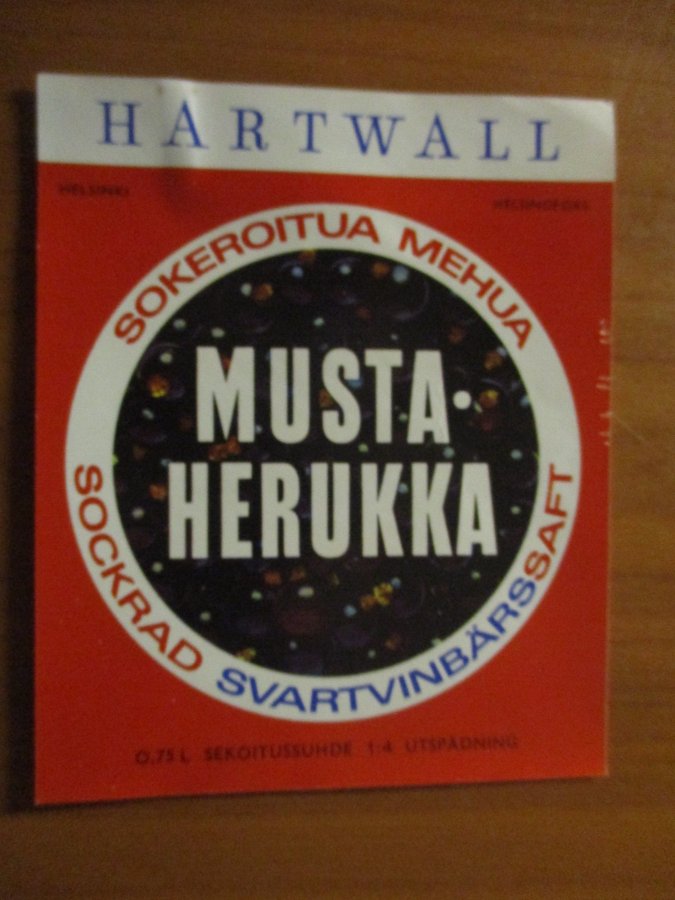 HARTWALL
HELSINKI
HELSINGFORS
SOKEROITUA MEHUA
MUSTA-
HERUKKA
SOCKRAD SVARTVINBÄRSSAFT
0,75 L SEKOITUSSUHDE 1:4 UTSPÄDNING